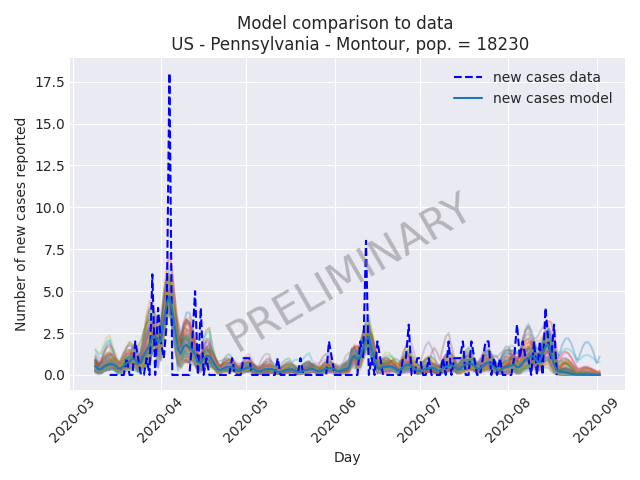 Model comparison to data
US - Pennsylvania - Montour, pop. = 18230
new cases data
new cases model
Number of new cases reported
17.5
15.0
12.5
10.0
7.5
5.0
2.5
0.0
PRELIMINARY
2020-03
2020-04
2020-05
2020-06
2020-07
2020-08
2020-09
Day